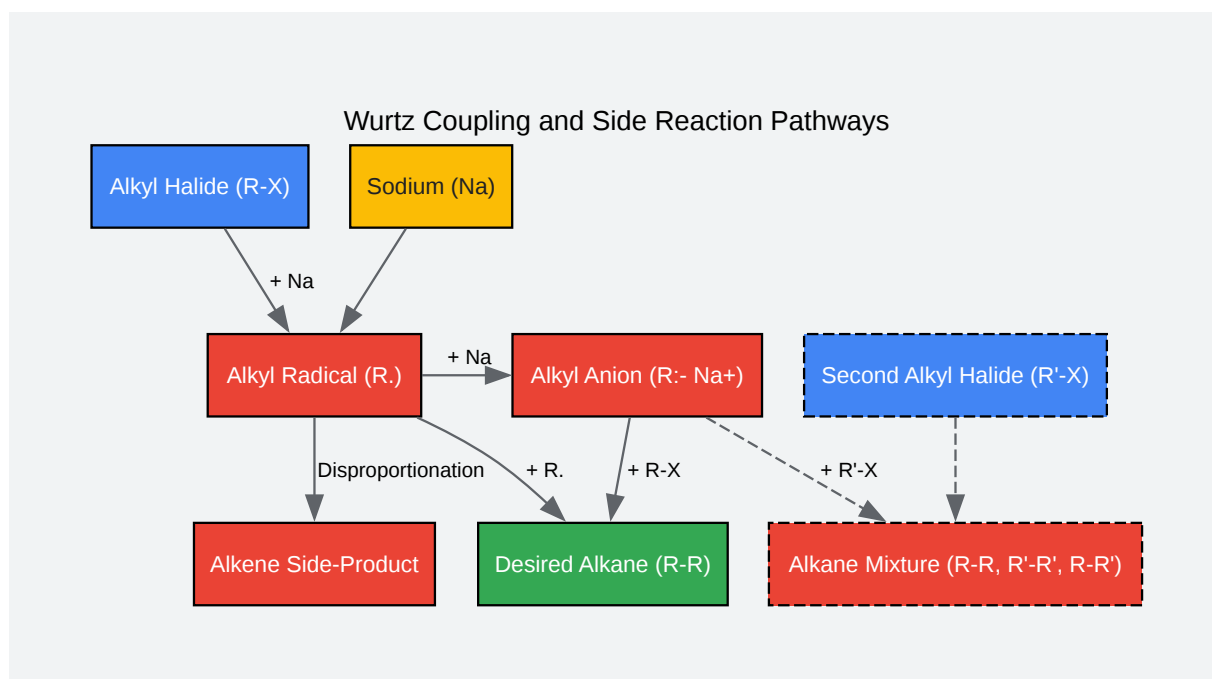 Wurtz Coupling and Side Reaction Pathways
Alkyl Halide (R-X)
Sodium (Na)
+ Na
Alkyl Radical (R.)
+ Na
Alkyl Anion (R:- Na+)
Second Alkyl Halide (R'-X)
Disproportionation
+ R.
+ R-X
+ R'-X
Alkene Side-Product
Desired Alkane (R-R)
Alkane Mixture (R-R, R'-R', R-R')